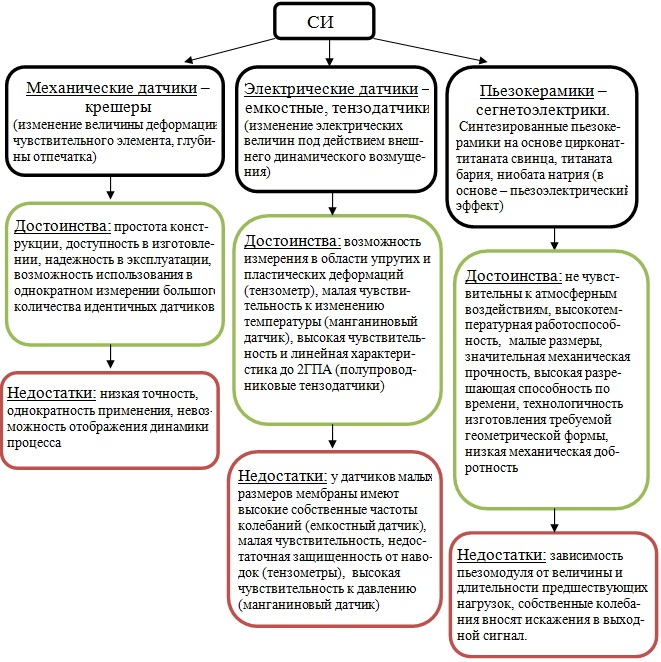 СИ
Механические датчики –
крешеры
(изменение величины деформации
чувствительного элемента, глуби-
ны отпечатка)
Достоинства: простота конст-
рукции, доступность в изготовле-
нии, надежность в эксплуатации,
возможность использования в
однократном измерении большого
количества идентичных датчиков
Недостатки: низкая точность,
однократность применения, невоз-
можность отображения динамики
процесса
Электрические датчики –
емкостные, тензодатчики
(изменение электрических
величин под действием внеш-
него динамического возмуще-
ния)
Достоинства: возможность
измерения в области упругих и
пластических деформаций
(тензометр), малая чувстви-
тельность к изменению
температуры (манганиновый
датчик), высокая чувствитель-
ность и линейная характери-
стика до 2ГПА (полупровод-
никовые тензодатчики)
Недостатки: у датчиков малых
размеров мембраны имеют
высокие собственные частоты
колебаний (емкостный датчик),
малая чувствительность, недос-
таточная защищенность от наво-
док (тензометры), высокая
чувствительность к давлению
(манганиновый датчик)
Пьезокерамики –
сегнетоэлектрики.
Синтезированные пьезоке-
рамики на основе цирконат-
титаната свинца, титаната
бария, ниобата натрия (в
основе – пьезоэлектрический
эффект)
Достоинства: не чувст-
вительны к атмосферным
воздействиям, высокотем-
пературная работоспособ-
ность, малые размеры,
значительная механическая
прочность, высокая разре-
шающая способность по
времени, технологичность
изготовления требуемой
геометрической формы,
низкая механическая доб-
ротность
Недостатки: зависимость
пьезомодуля от величины и
длительности предшествующих
нагрузок, собственные колеба-
ния вносят искажения в выход-
ной сигнал.